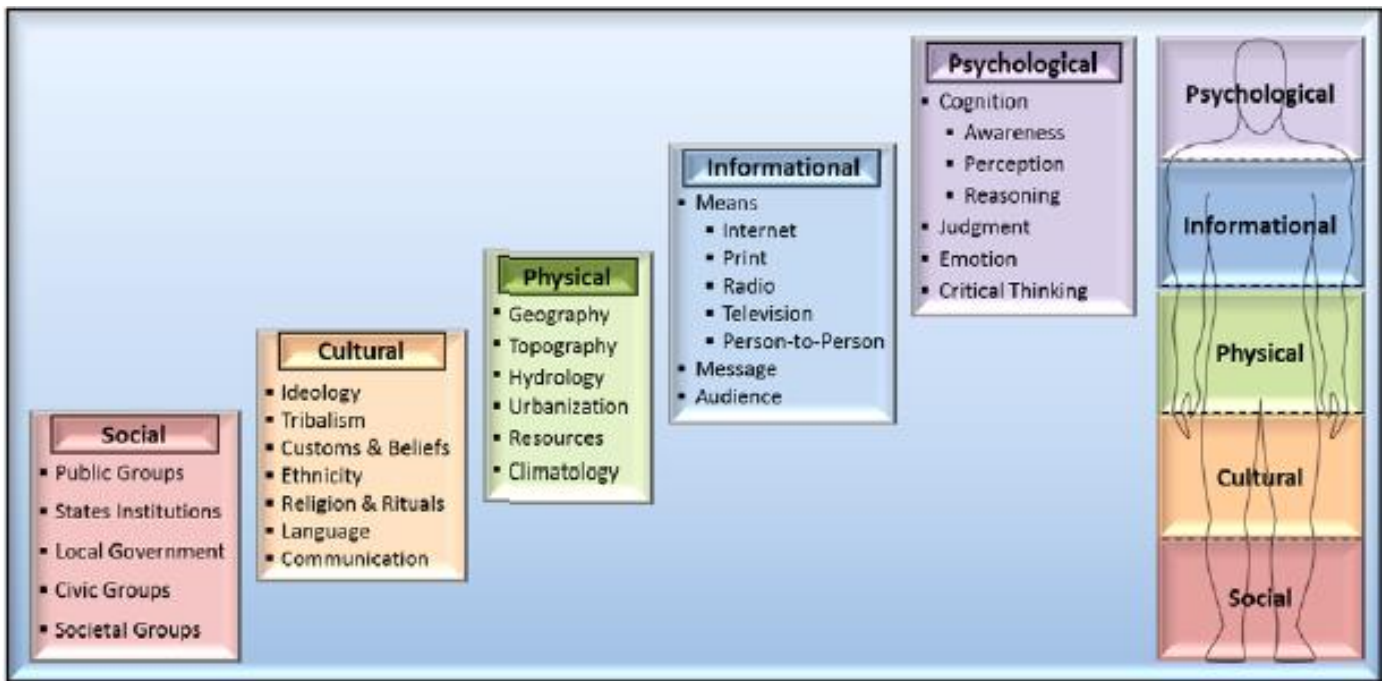 Social
Public Groups
States Institutions
Local Government
Civic Groups
Societal Groups
Cultural
Ideology
Tribalism
Customs & Beliefs
Ethnicity
Religion & Rituals
Language
Communication
Physical
Geography
Topography
Hydrology
Urbanization
Resources
Climatology
Informational
Means
Internet
Print
Radio
Television
Person-to-Person
Message
Audience
Psychological
Cognition
Awareness
Perception
Reasoning
Judgment
Emotion
Critical Thinking
Psychological
Informational
Physical
Cultural
Social